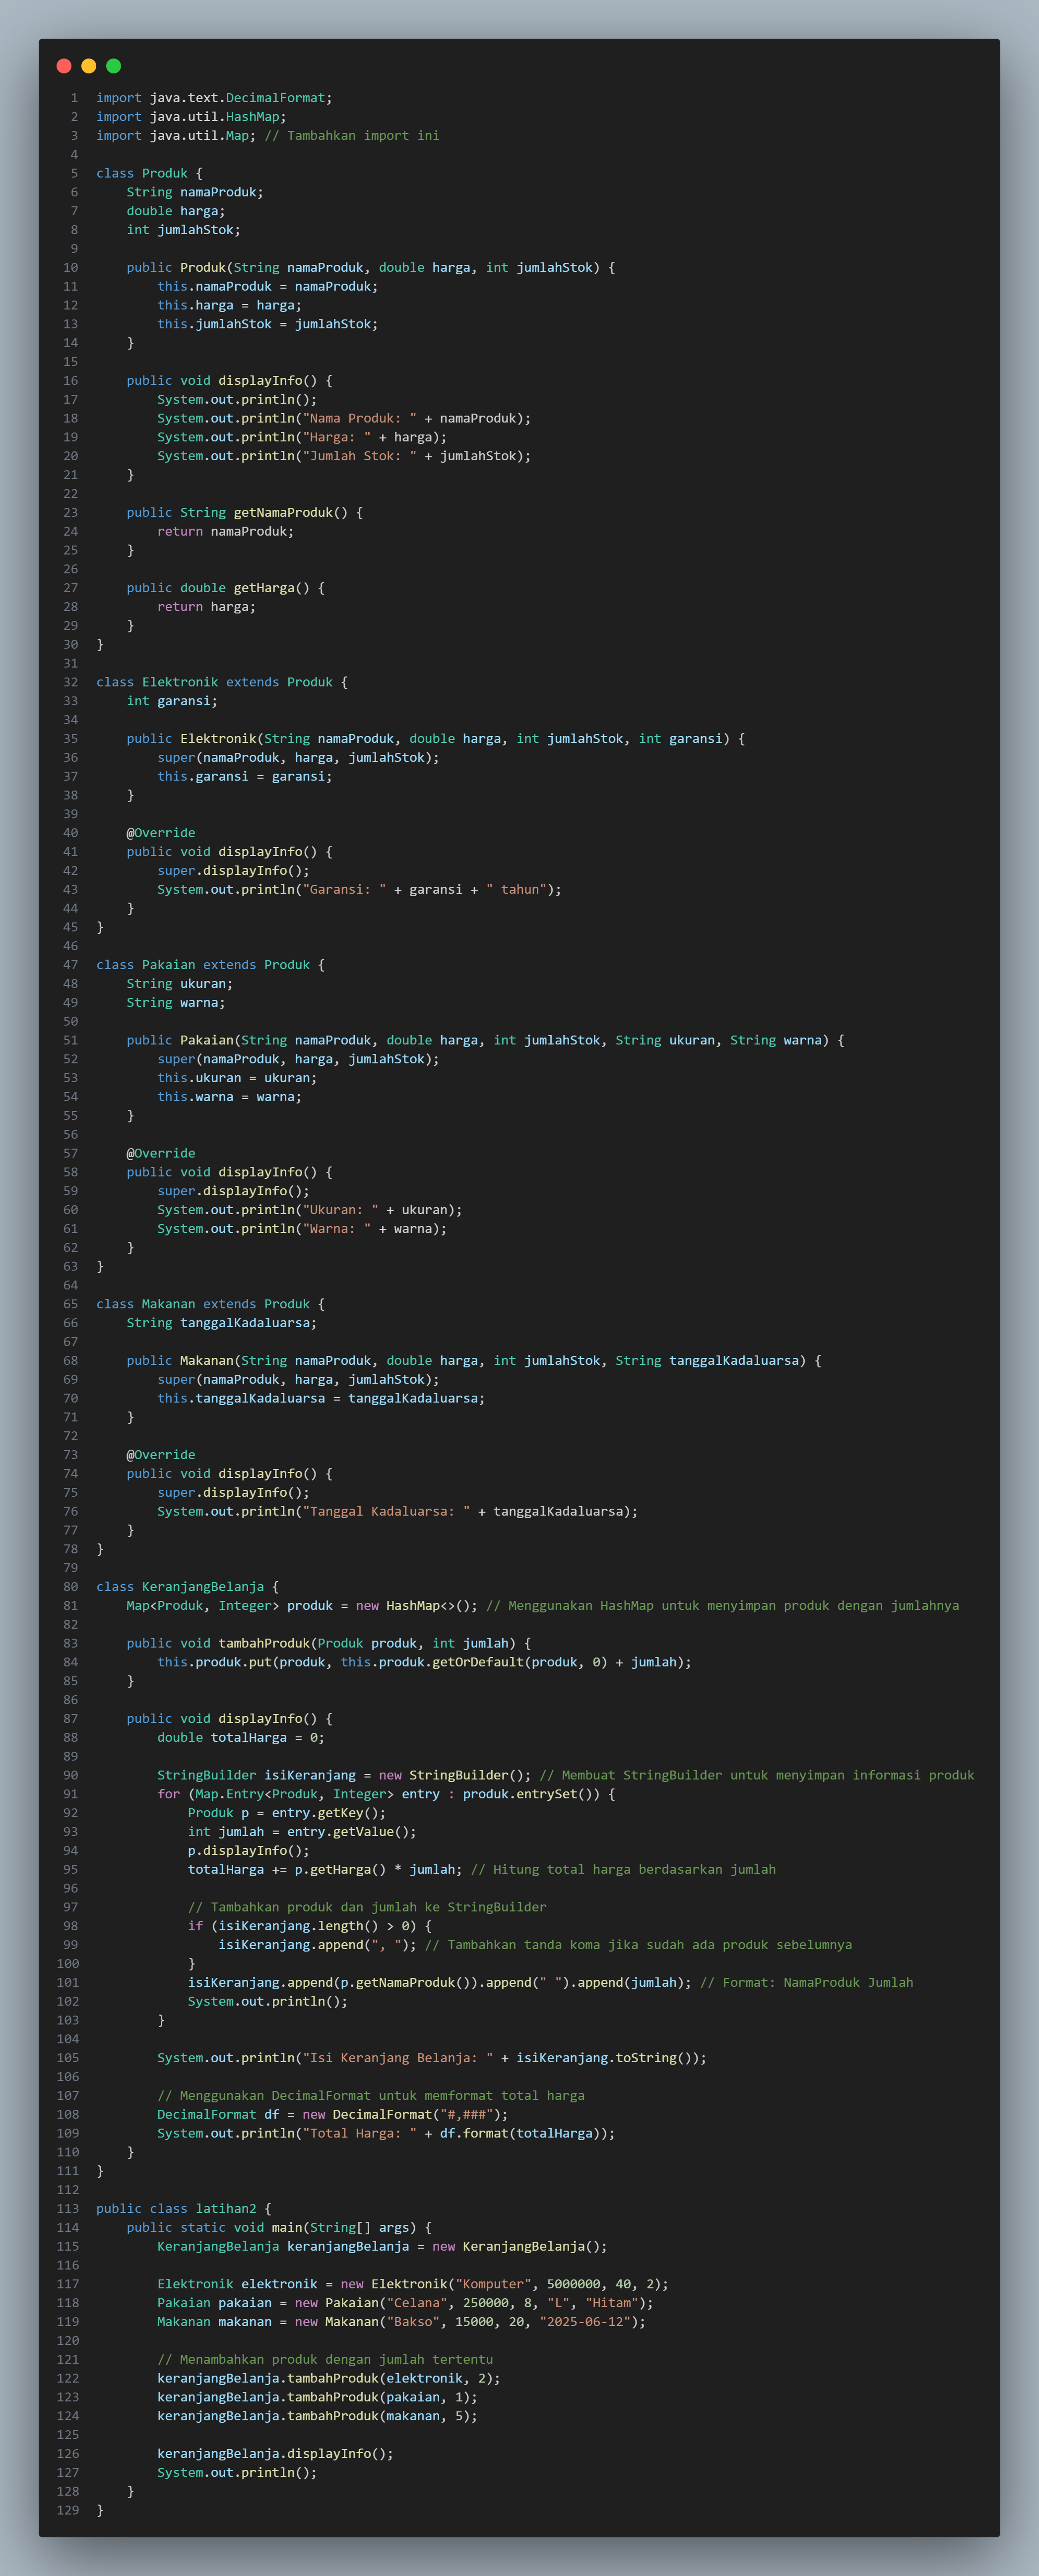 1 import java.text.DecimalFormat;
2 import java.util.HashMap;
3 import java.util.Map; // Tambahkan import ini
4
5 class Produk {
6     String namaProduk;
7     double harga;
8     int jumlahStok;
9
10     public Produk(String namaProduk, double harga, int jumlahStok) {
11         this.namaProduk = namaProduk;
12         this.harga = harga;
13         this.jumlahStok = jumlahStok;
14     }
15
16     public void displayInfo() {
17         System.out.println();
18         System.out.println("Nama Produk: " + namaProduk);
19         System.out.println("Harga: " + harga);
20         System.out.println("Jumlah Stok: " + jumlahStok);
21     }
22
23     public String getNamaProduk() {
24         return namaProduk;
25     }
26
27     public double getHarga() {
28         return harga;
29     }
30 }
31
32 class Elektronik extends Produk {
33     int garansi;
34
35     public Elektronik(String namaProduk, double harga, int jumlahStok, int garansi) {
36         super(namaProduk, harga, jumlahStok);
37         this.garansi = garansi;
38     }
39
40     @Override
41     public void displayInfo() {
42         super.displayInfo();
43         System.out.println("Garansi: " + garansi + " tahun");
44     }
45 }
46
47 class Pakaian extends Produk {
48     String ukuran;
49     String warna;
50
51     public Pakaian(String namaProduk, double harga, int jumlahStok, String ukuran, String warna) {
52         super(namaProduk, harga, jumlahStok);
53         this.ukuran = ukuran;
54         this.warna = warna;
55     }
56
57     @Override
58     public void displayInfo() {
59         super.displayInfo();
60         System.out.println("Ukuran: " + ukuran);
61         System.out.println("Warna: " + warna);
62     }
63 }
64
65 class Makanan extends Produk {
66     String tanggalKadaluarsa;
67
68     public Makanan(String namaProduk, double harga, int jumlahStok, String tanggalKadaluarsa) {
69         super(namaProduk, harga, jumlahStok);
70         this.tanggalKadaluarsa = tanggalKadaluarsa;
71     }
72
73     @Override
74     public void displayInfo() {
75         super.displayInfo();
76         System.out.println("Tanggal Kadaluarsa: " + tanggalKadaluarsa);
77     }
78 }
79
80 class KeranjangBelanja {
81     Map<Produk, Integer> produk = new HashMap<>(); // Menggunakan HashMap untuk menyimpan produk dengan jumlahnya
82
83     public void tambahProduk(Produk produk, int jumlah) {
84         this.produk.put(produk, this.produk.getOrDefault(produk, 0) + jumlah);
85     }
86
87     public void displayInfo() {
88         double totalHarga = 0;
89
90         StringBuilder isiKeranjang = new StringBuilder(); // Membuat StringBuilder untuk menyimpan informasi produk
91         for (Map.Entry<Produk, Integer> entry : produk.entrySet()) {
92             Produk p = entry.getKey();
93             int jumlah = entry.getValue();
94             p.displayInfo();
95             totalHarga += p.getHarga() * jumlah; // Hitung total harga berdasarkan jumlah
96
97             // Tambahkan produk dan jumlah ke StringBuilder
98             if (isiKeranjang.length() > 0) {
99                 isiKeranjang.append(", "); // Tambahkan tanda koma jika sudah ada produk sebelumnya
100             }
101             isiKeranjang.append(p.getNamaProduk()).append(" ").append(jumlah); // Format: NamaProduk Jumlah
102             System.out.println();
103         }
104
105         System.out.println("Isi Keranjang Belanja: " + isiKeranjang.toString());
106
107         // Menggunakan DecimalFormat untuk memformat total harga
108         DecimalFormat df = new DecimalFormat("#,###");
109         System.out.println("Total Harga: " + df.format(totalHarga));
110     }
111 }
112
113 public class latihan2 {
114     public static void main(String[] args) {
115         KeranjangBelanja keranjangBelanja = new KeranjangBelanja();
116
117         Elektronik elektronik = new Elektronik("Komputer", 5000000, 40, 2);
118         Pakaian pakaian = new Pakaian("Celana", 250000, 8, "L", "Hitam");
119         Makanan makanan = new Makanan("Bakso", 15000, 20, "2025-06-12");
120
121         // Menambahkan produk dengan jumlah tertentu
122         keranjangBelanja.tambahProduk(elektronik, 2);
123         keranjangBelanja.tambahProduk(pakaian, 1);
124         keranjangBelanja.tambahProduk(makanan, 5);
125
126         keranjangBelanja.displayInfo();
127         System.out.println();
128     }
129 }